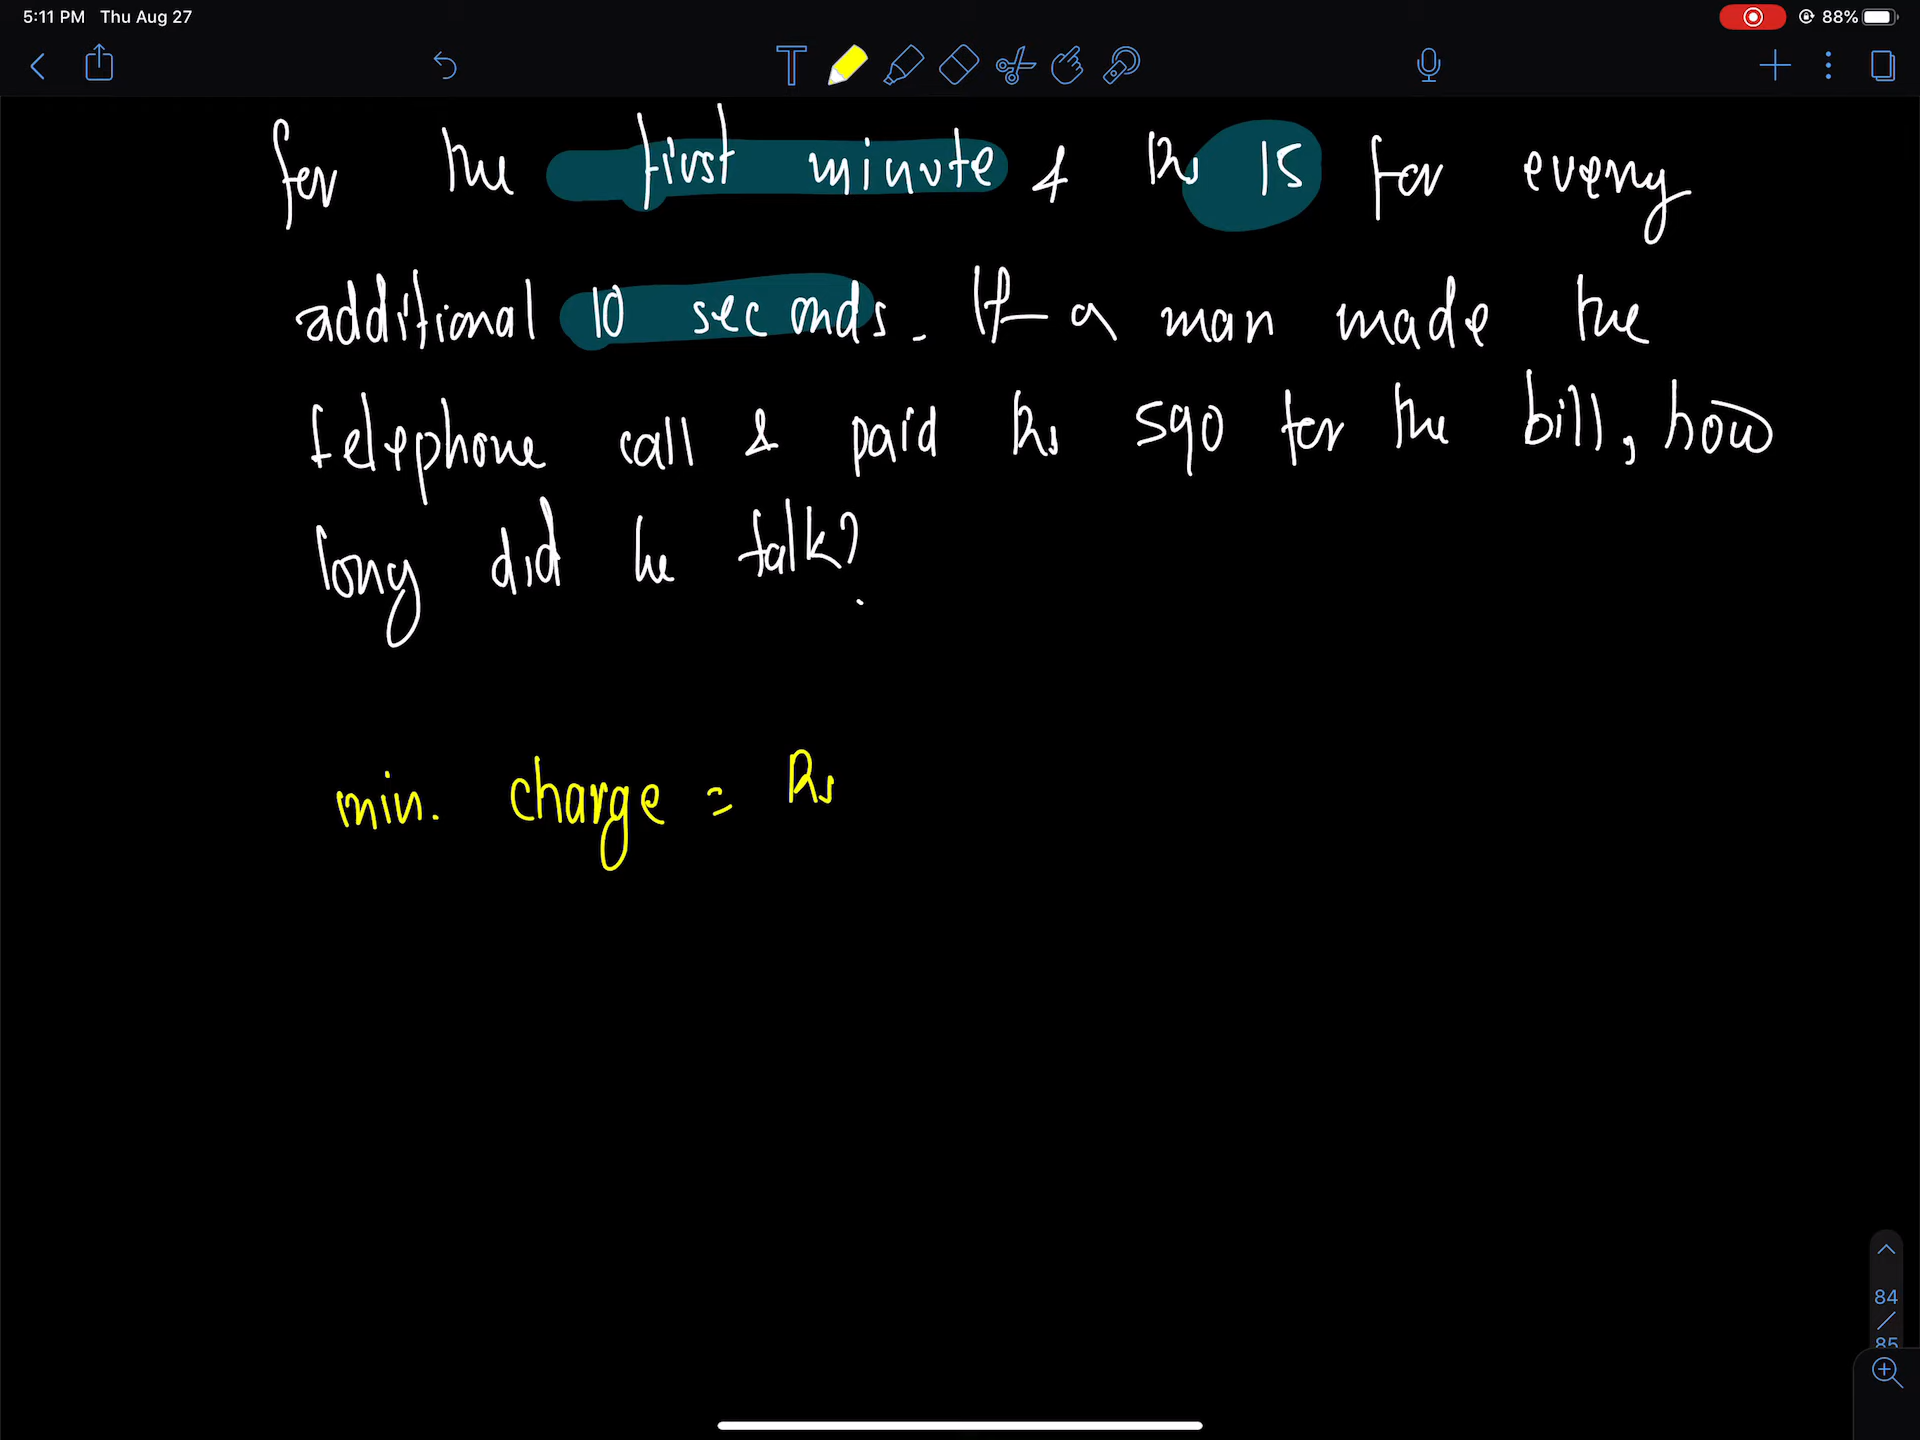 5:11 PM Thu Aug 27
88%
T
for the first minute & Rs 15 for every
additional 10 seconds. If a man made the
telephone call & paid Rs 590 for the bill, how
long did he talk?
min. charge = Rs
84
/
85